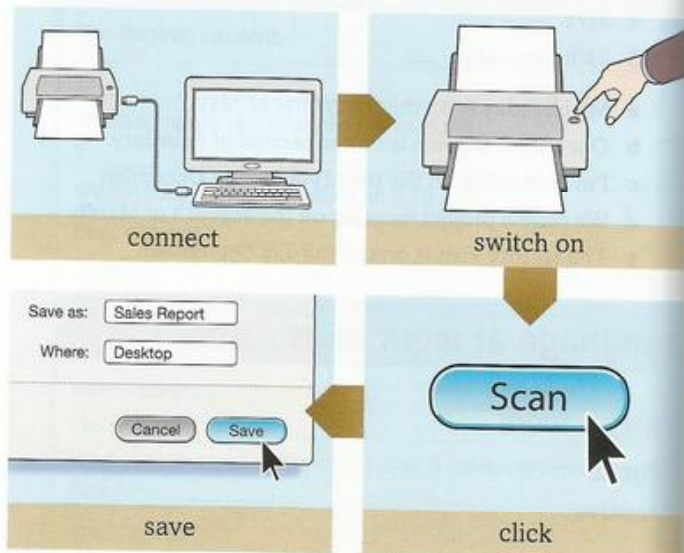 connect
switch on
Scan
click
Save as: Sales Report
Where: Desktop
Cancel Save
save